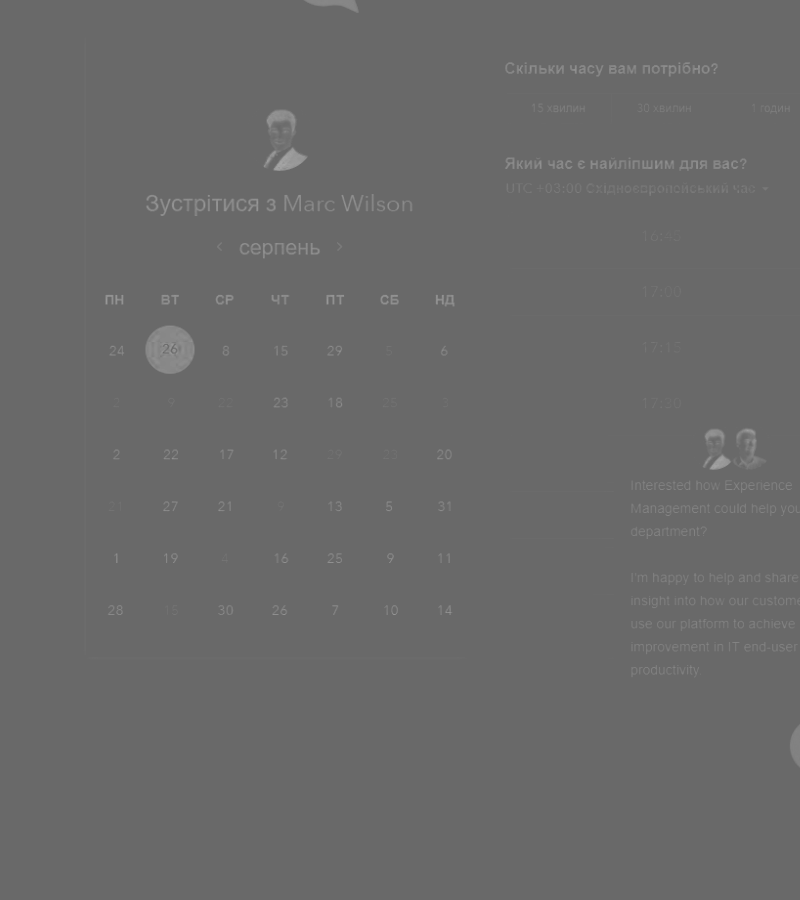 Зустрітися з Marc Wilson
серпень
ПН ВТ СР ЧТ ПТ СБ НД
24 26 8 15 29 5 6
2 9 22 23 18 25 3
2 22 17 12 29 23 20
21 27 21 9 13 5 31
1 19 4 16 25 9 11
28 15 30 26 7 10 14
Скільки часу вам потрібно?
15 хвилин 30 хвилин 1 годин
Який час є найліпшим для вас?
UTC +03:00 Східноєвропейський час
16:45
17:00
17:15
17:30
Interested how Experience
Management could help you
department?
I'm happy to help and share
insight into how our custome
use our platform to achieve
improvement in IT end-user
productivity.